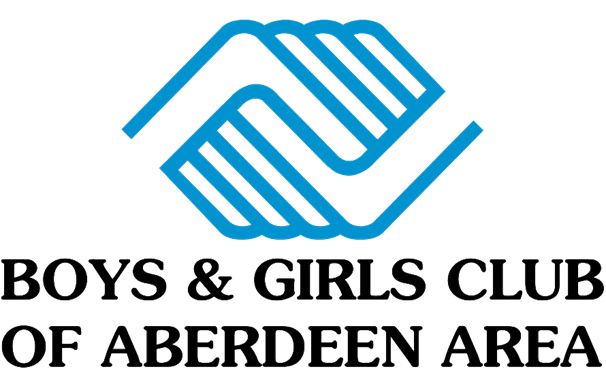 BOYS & GIRLS CLUB
OF ABERDEEN AREA